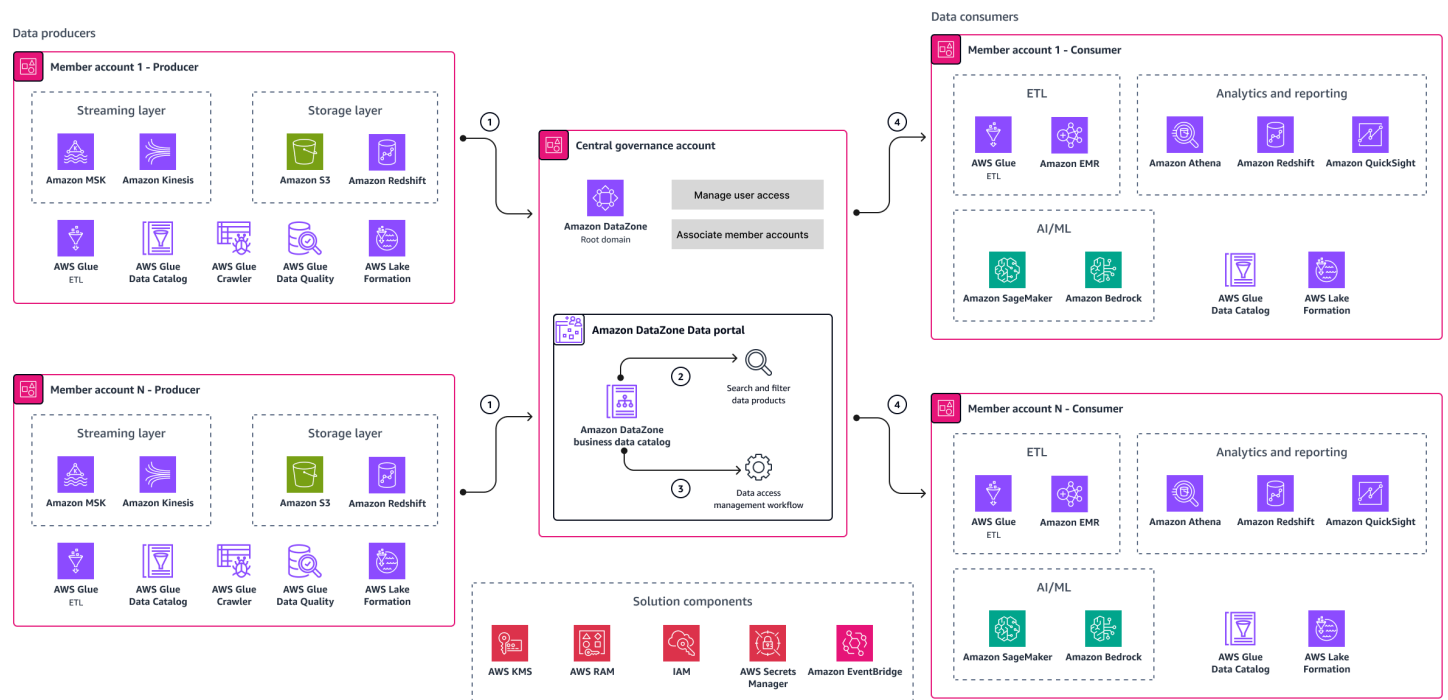 Data producers
Member account 1 - Producer
Streaming layer
Amazon MSK
Amazon Kinesis
Storage layer
Amazon S3
Amazon Redshift
AWS Glue
ETL
AWS Glue
Data Catalog
AWS Glue
Crawler
AWS Glue
Data Quality
AWS Lake
Formation
Member account N - Producer
Streaming layer
Amazon MSK
Amazon Kinesis
Storage layer
Amazon S3
Amazon Redshift
AWS Glue
ETL
AWS Glue
Data Catalog
AWS Glue
Crawler
AWS Glue
Data Quality
AWS Lake
Formation
1
1
Central governance account
Amazon DataZone
Root domain
Manage user access
Associate member accounts
Amazon DataZone Data portal
2
Search and filter
data products
Amazon DataZone
business data catalog
3
Data access
management workflow
Solution components
AWS KMS
AWS RAM
IAM
AWS Secrets
Manager
Amazon EventBridge
4
4
Data consumers
Member account 1 - Consumer
ETL
AWS Glue
ETL
Amazon EMR
Analytics and reporting
Amazon Athena
Amazon Redshift
Amazon QuickSight
AI/ML
Amazon SageMaker
Amazon Bedrock
AWS Glue
Data Catalog
AWS Lake
Formation
Member account N - Consumer
ETL
AWS Glue
ETL
Amazon EMR
Analytics and reporting
Amazon Athena
Amazon Redshift
Amazon QuickSight
AI/ML
Amazon SageMaker
Amazon Bedrock
AWS Glue
Data Catalog
AWS Lake
Formation